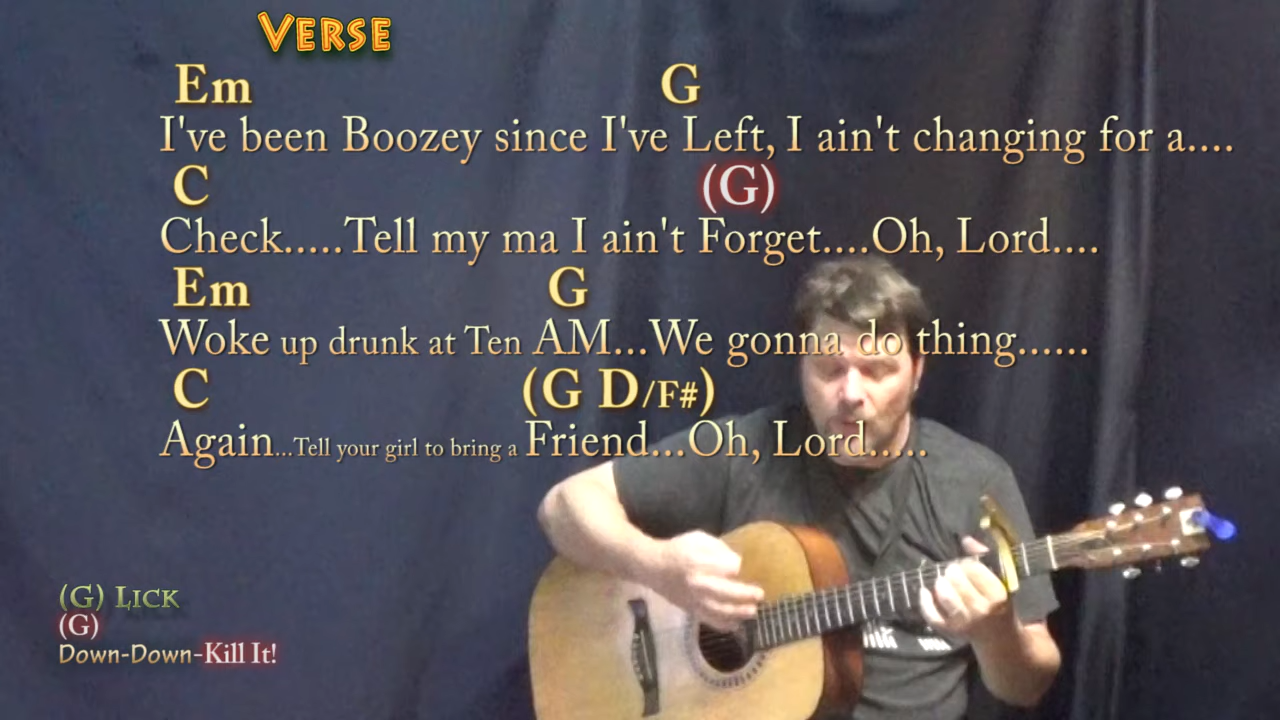 VERSE
Em G
I've been Boozey since I've Left, I ain't changing for a....
C (G)
Check.....Tell my ma I ain't Forget....Oh, Lord....
Em G
Woke up drunk at Ten AM...We gonna do thing......
C (G D/F#)
Again...Tell your girl to bring a Friend...Oh, Lord.....
(G) LICK
(G)
Down-Down-Kill It!